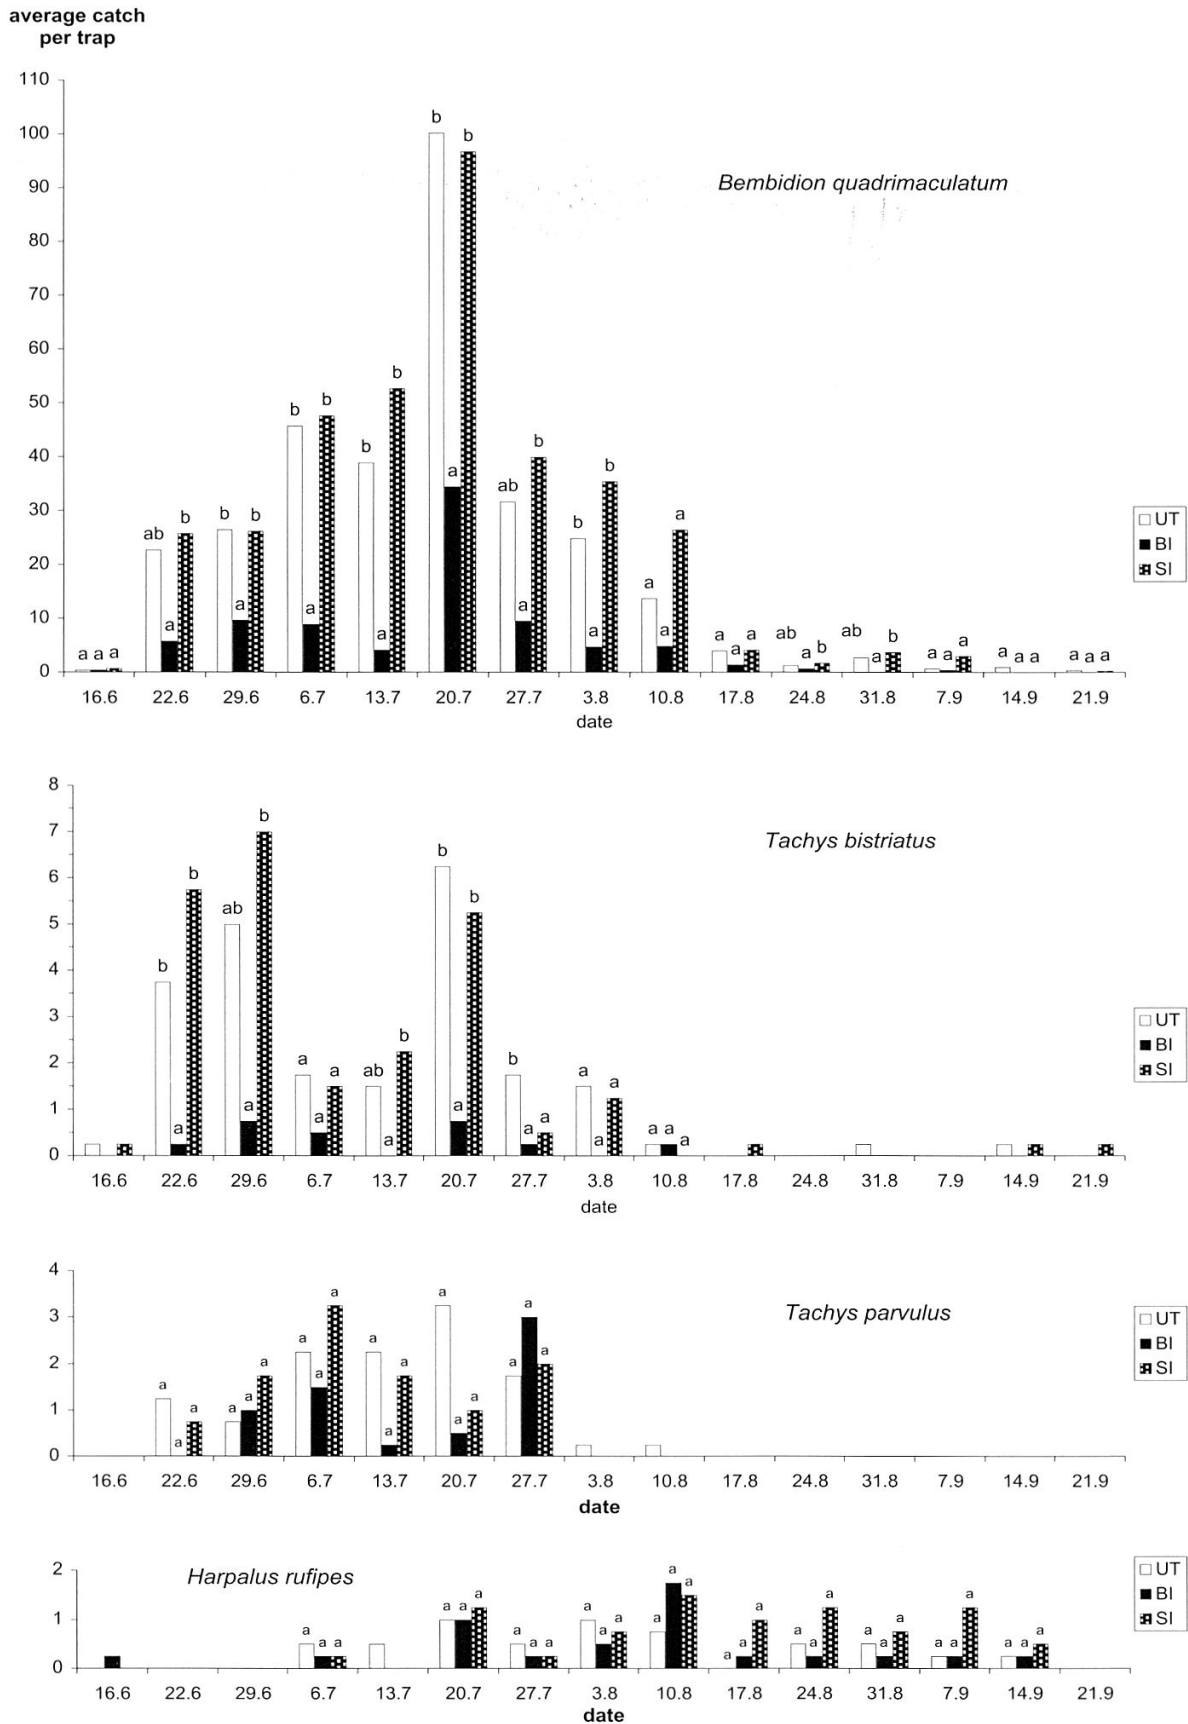 average catch
per trap
110
b
100
b
90
Bembidion quadrimaculatum
80
70
60
b
50
b
b
b
b
40
a
b
ab
a
30
b
b
b
ab
b
UT
BI
SI
20
a
a
a
a
a
10
a
a
a
a
ab
ab
a a a
a
a
a
a b
a
b
a a
a
a
a a
a a a
0
16.6 22.6 29.6 6.7 13.7 20.7 27.7 3.8 10.8 17.8 24.8 31.8 7.9 14.9 21.9
date
8
b
7
Tachys bistriatus
b
b
6
ab
b
5
b
4
UT
BI
SI
3
b
a
ab
b
a
2
a
a
a
a
a
a
1
a
a
a
a
a
a a
a
0
16.6 22.6 29.6 6.7 13.7 20.7 27.7 3.8 10.8 17.8 24.8 31.8 7.9 14.9 21.9
date
4
a
a
a
3
Tachys parvulus
UT
BI
SI
a
a
a
2
a
a
a
a
a
a
a
a
a
1
a
a
a
0
16.6 22.6 29.6 6.7 13.7 20.7 27.7 3.8 10.8 17.8 24.8 31.8 7.9 14.9 21.9
date
2
Harpalus rufipes
a
a
UT
BI
SI
a a a
a
a
a
a
1
a
a
a
a
a
a
a
a a
a a
a
a
a
a
a
a
a
a a
a a
a
0
16.6 22.6 29.6 6.7 13.7 20.7 27.7 3.8 10.8 17.8 24.8 31.8 7.9 14.9 21.9
date